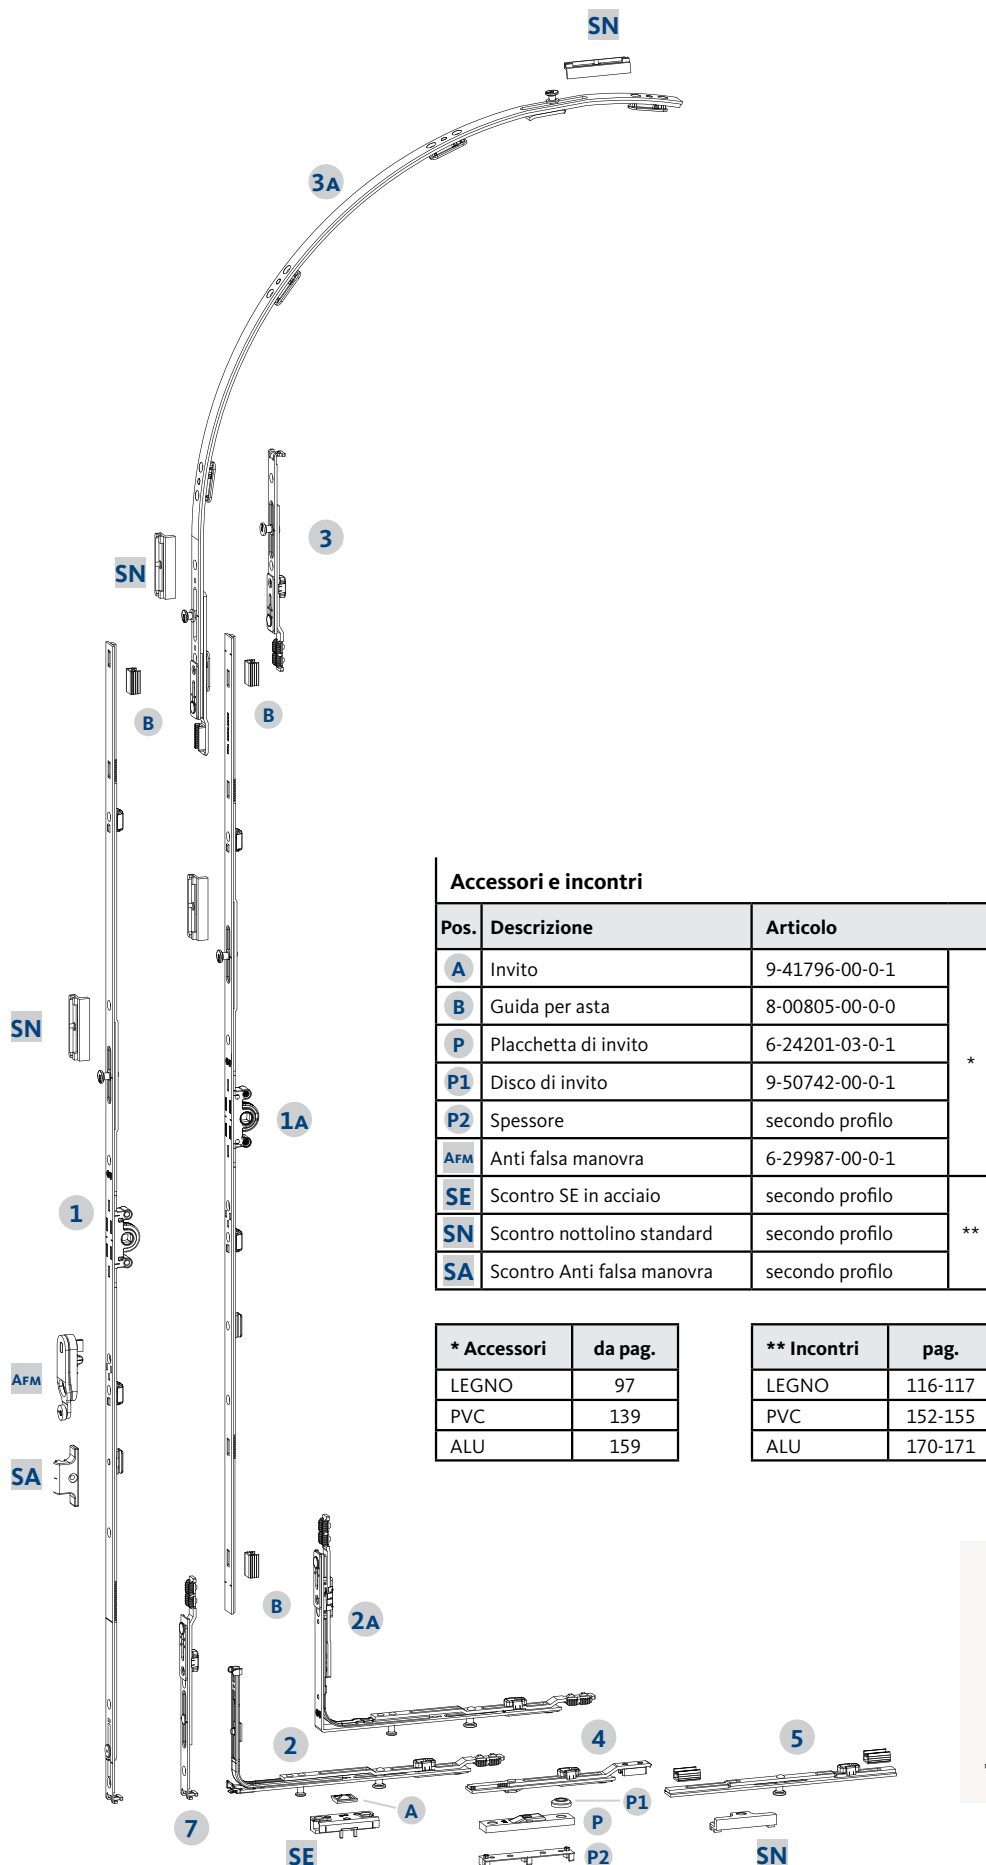 SN
3A
3
SN
B
B
SN
1A
1
AFM
SA
B
2A
2
4
5
A
P1
P
7
SE
P2
SN
Accessori e incontri
Pos. Descrizione Articolo
A Invito 9-41796-00-0-1
B Guida per asta 8-00805-00-0-0
P Placchetta di invito 6-24201-03-0-1
P1 Disco di invito 9-50742-00-0-1
P2 Spessore secondo profilo
AFM Anti falsa manovra 6-29987-00-0-1
*
SE Scontro SE in acciaio secondo profilo
SN Scontro nottolino standard secondo profilo
SA Scontro Anti falsa manovra secondo profilo
**
* Accessori da pag.
LEGNO 97
PVC 139
ALU 159
** Incontri pag.
LEGNO 116-117
PVC 152-155
ALU 170-171